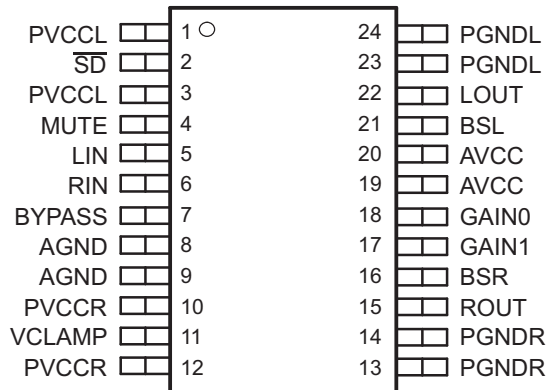 PVCCL 1 24 PGNDL
SD 2 23 PGNDL
PVCCL 3 22 LOUT
MUTE 4 21 BSL
LIN 5 20 AVCC
RIN 6 19 AVCC
BYPASS 7 18 GAIN0
AGND 8 17 GAIN1
AGND 9 16 BSR
PVCCR 10 15 ROUT
VCLAMP 11 14 PGNDR
PVCCR 12 13 PGNDR